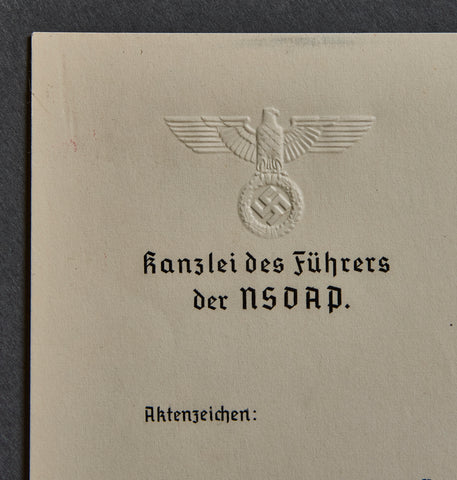 Kanzlei des Führers
der NSDAP.
Aktenzeichen: